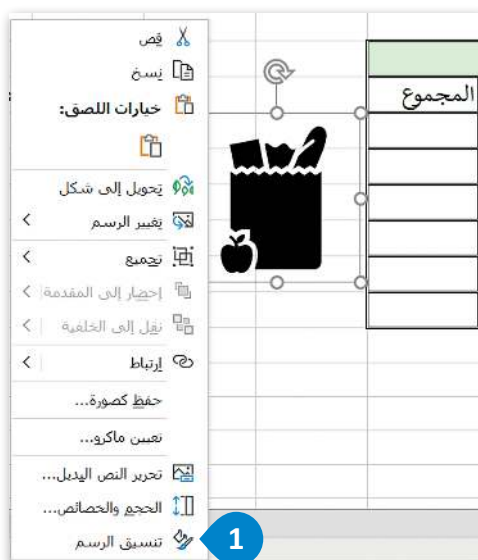 قص
نسخ
خيارات اللصق:
تحويل إلى شكل
تغيير الرسم
تجميع
إحضار إلى المقدمة
نقل إلى الخلفية
ارتباط
حفظ كصورة...
تعيين ماكرو...
تحرير النص البديل...
الحجم والخصائص...
تنسيق الرسم
1
المجموع